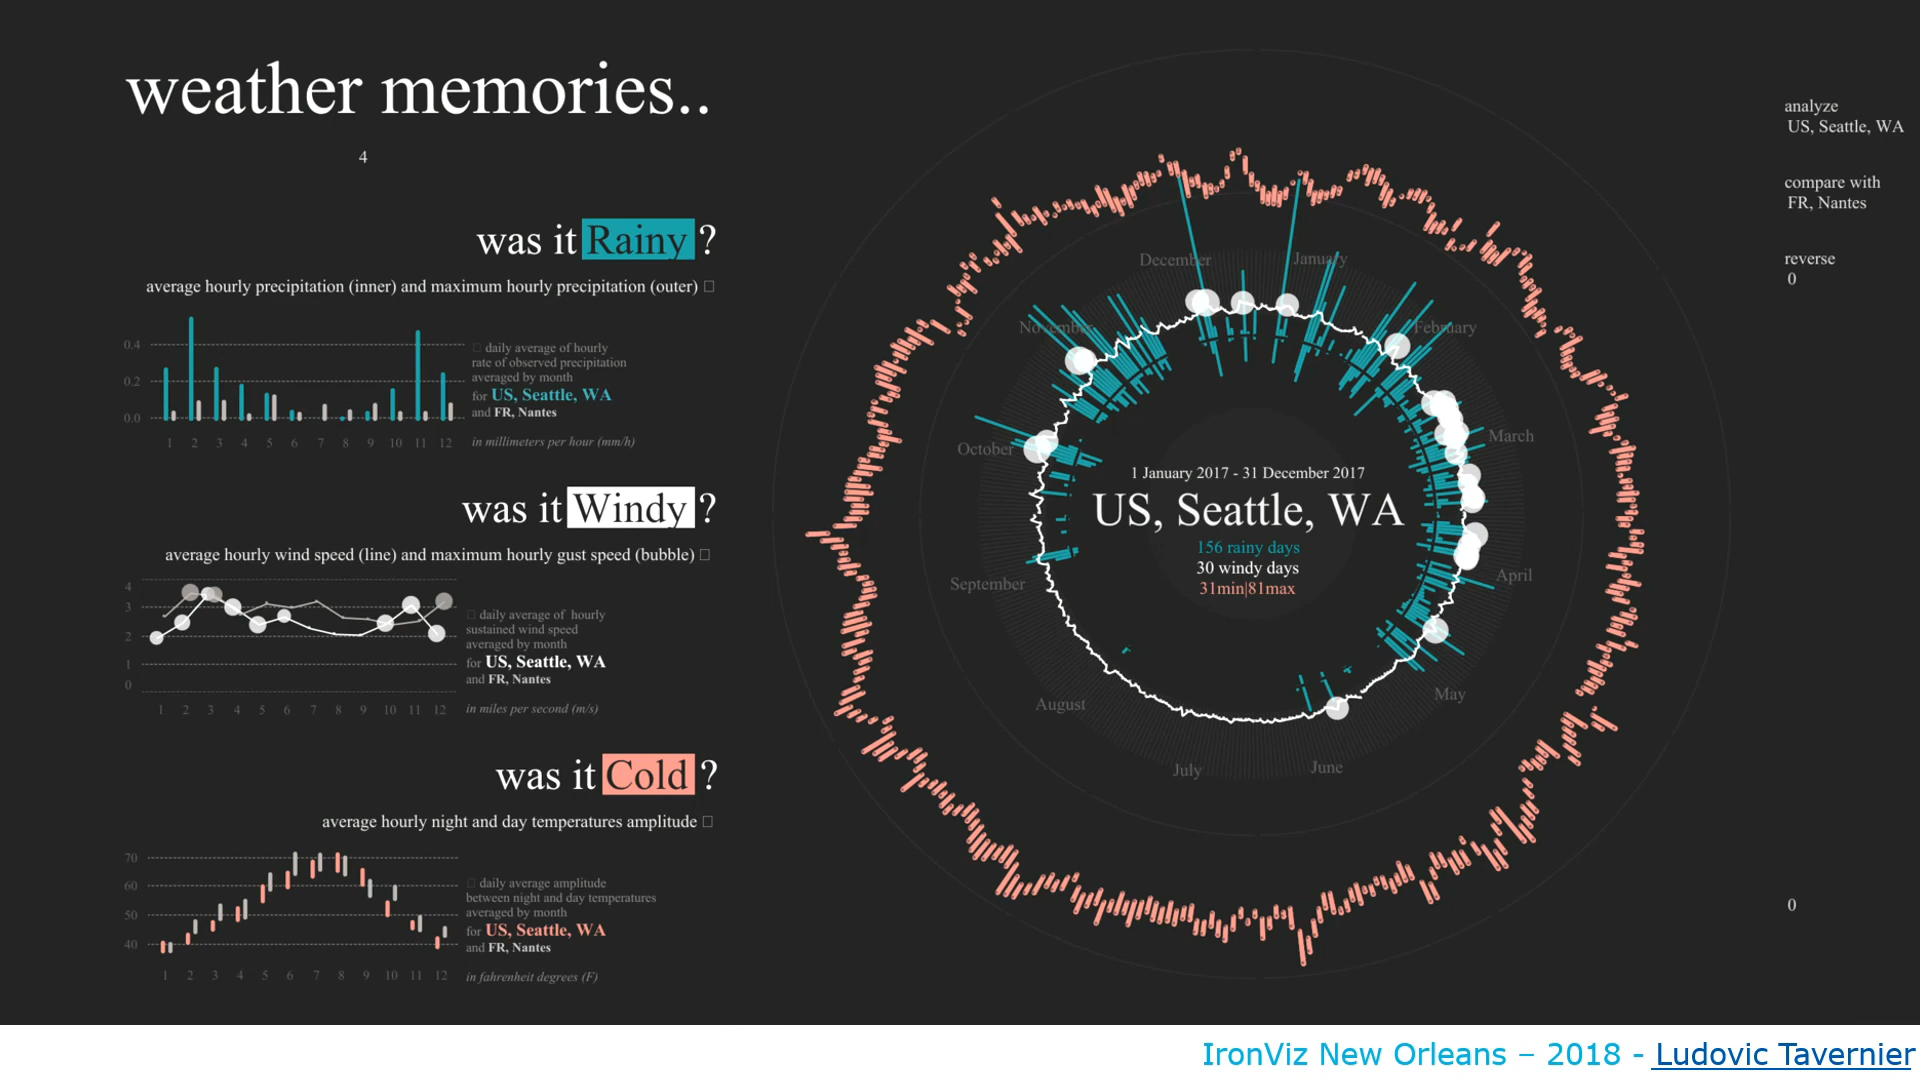 weather memories..
4
was it Rainy ?
average hourly precipitation (inner) and maximum hourly precipitation (outer)
0.4
0.2
0.0
1 2 3 4 5 6 7 8 9 10 11 12
daily average of hourly
rate of observed precipitation
averaged by month
for US, Seattle, WA
and FR, Nantes
in millimeters per hour (mm/h)
was it Windy ?
average hourly wind speed (line) and maximum hourly gust speed (bubble)
4
3
2
1
0
1 2 3 4 5 6 7 8 9 10 11 12
daily average of hourly
sustained wind speed
averaged by month
for US, Seattle, WA
and FR, Nantes
in miles per second (m/s)
was it Cold ?
average hourly night and day temperatures amplitude
70
60
50
40
1 2 3 4 5 6 7 8 9 10 11 12
daily average amplitude
between night and day temperatures
averaged by month
for US, Seattle, WA
and FR, Nantes
in fahrenheit degrees (F)
December
January
November
February
October
March
September
April
August
May
July
June
1 January 2017 - 31 December 2017
US, Seattle, WA
156 rainy days
30 windy days
31min|81max
analyze
US, Seattle, WA
compare with
FR, Nantes
reverse
0
0
IronViz New Orleans – 2018 - Ludovic Tavernier